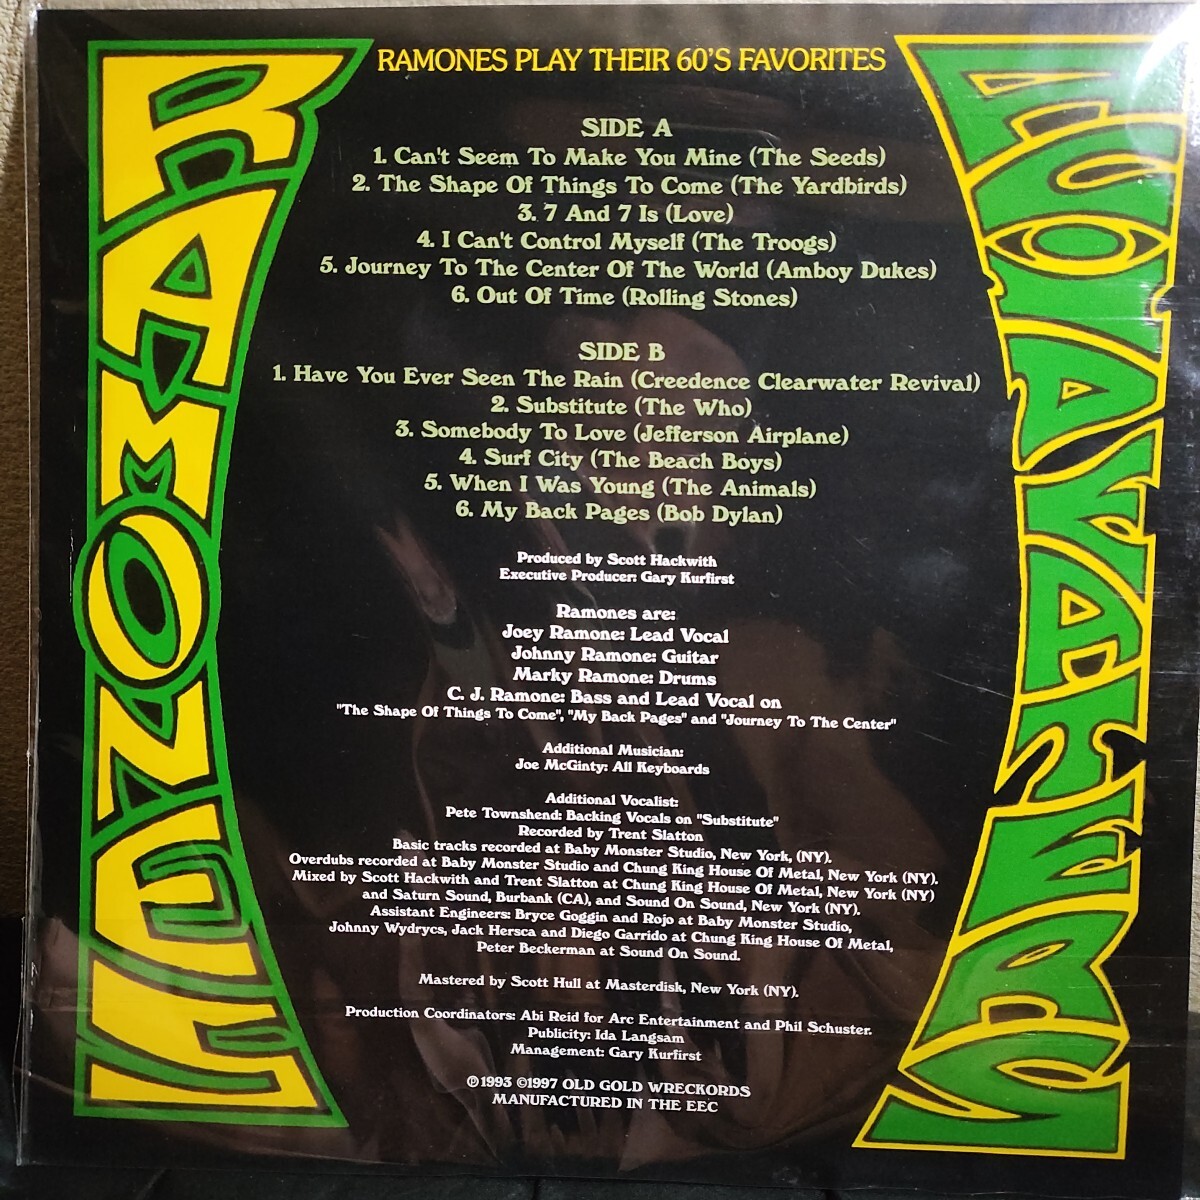 RAMONES PLAY THEIR 60'S FAVORITES
SIDE A
1. Can't Seem To Make You Mine (The Seeds)
2. The Shape Of Things To Come (The Yardbirds)
3. 7 And 7 Is (Love)
4. I Can't Control Myself (The Troogs)
5. Journey To The Center Of The World (Amboy Dukes)
6. Out Of Time (Rolling Stones)
SIDE B
1. Have You Ever Seen The Rain (Creedence Clearwater Revival)
2. Substitute (The Who)
3. Somebody To Love (Jefferson Airplane)
4. Surf City (The Beach Boys)
5. When I Was Young (The Animals)
6. My Back Pages (Bob Dylan)
Produced by Scott Hackwith
Executive Producer: Gary Kurfirst
Ramones are:
Joey Ramone: Lead Vocal
Johnny Ramone: Guitar
Marky Ramone: Drums
C. J. Ramone: Bass and Lead Vocal on
"The Shape Of Things To Come", "My Back Pages" and "Journey To The Center"
Additional Musician:
Joe McGinty: All Keyboards
Additional Vocalist:
Pete Townshend: Backing Vocals on "Substitute"
Recorded by Trent Slatton
Basic tracks recorded at Baby Monster Studio, New York, (NY).
Overdubs recorded at Baby Monster Studio and Chung King House Of Metal, New York (NY).
Mixed by Scott Hackwith and Trent Slatton at Chung King House Of Metal, New York (NY)
and Saturn Sound, Burbank (CA), and Sound On Sound, New York (NY).
Assistant Engineers: Bryce Goggin and Rojo at Baby Monster Studio,
Johnny Wydrycs, Jack Hersca and Diego Garrido at Chung King House Of Metal,
Peter Beckerman at Sound On Sound.
Mastered by Scott Hull at Masterdisk, New York (NY).
Production Coordinators: Abi Reid for Arc Entertainment and Phil Schuster.
Publicity: Ida Langsam
Management: Gary Kurfirst
℗1993 ©1997 OLD GOLD WRECKORDS
MANUFACTURED IN THE EEC
RAMONES